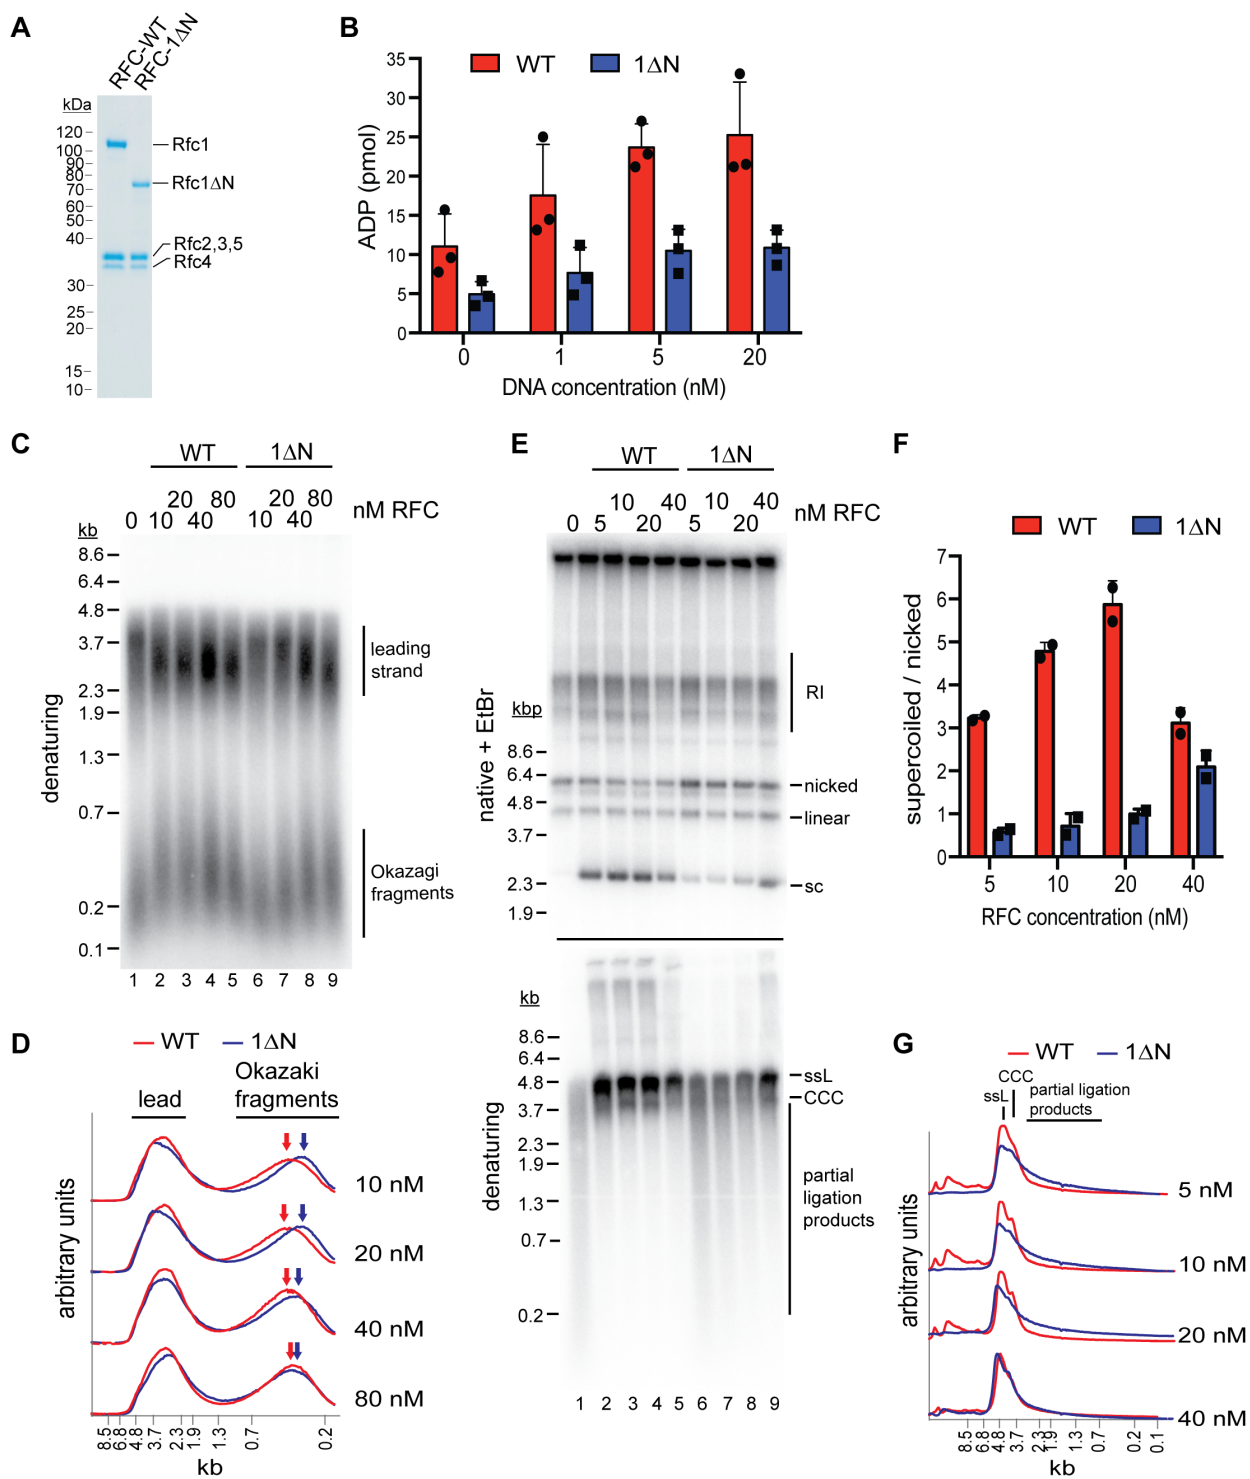 A
RFC-WT
RFC-1ΔN
kDa
120
100
90
80
70
60
50
40
30
25
20
15
10
Rfc1
Rfc1ΔN
Rfc2,3,5
Rfc4
B
WT 1ΔN
ADP (pmol)
35
30
25
20
15
10
5
0
0 1 5 20
DNA concentration (nM)
C
WT 1ΔN
20 80 20 80
0 10 40 10 40
nM RFC
kb
8.6
6.4
4.8
3.7
2.3
1.9
1.3
0.7
0.2
0.1
denaturing
leading
strand
Okazagi
fragments
1 2 3 4 5 6 7 8 9
D
WT 1ΔN
lead
Okazaki
fragments
arbitrary units
10 nM
20 nM
40 nM
80 nM
8.5 6.8 4.8 3.7 2.3 1.9 1.3 0.7 0.2
kb
E
WT 1ΔN
10 40 10 40
0 5 20 5 20
nM RFC
native + EtBr
kbp
8.6
6.4
4.8
3.7
2.3
1.9
RI
nicked
linear
sc
denaturing
kb
8.6
6.4
4.8
3.7
2.3
1.9
1.3
0.7
0.2
ssL
CCC
partial
ligation
products
1 2 3 4 5 6 7 8 9
F
WT 1ΔN
supercoiled / nicked
7
6
5
4
3
2
1
0
5 10 20 40
RFC concentration (nM)
G
WT 1ΔN
CCC
ssL
partial ligation
products
arbitrary units
5 nM
10 nM
20 nM
40 nM
8.5 6.8 4.8 3.7 2.3 1.9 1.3 0.7 0.2 0.1
kb